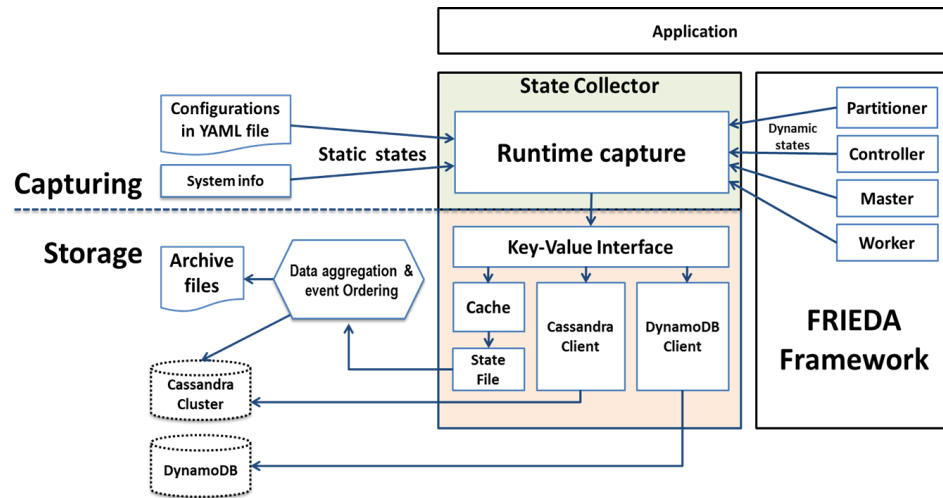 Application
State Collector
Configurations
in YAML file
System info
Static states
Runtime capture
Dynamic
states
Partitioner
Controller
Master
Worker
Capturing
Storage
Archive
files
Data aggregation &
event Ordering
Key-Value Interface
Cache
State
File
Cassandra
Client
DynamoDB
Client
FRIEDA
Framework
Cassandra
Cluster
DynamoDB